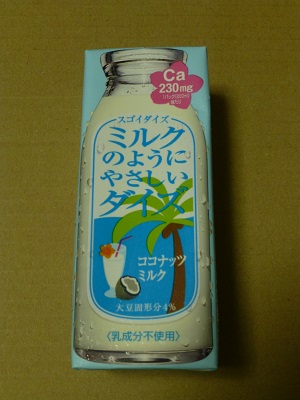 Ca
230mg
スゴイダイズ
ミルク
のように
やさしい
ダイズ
ココナッツ
ミルク
大豆固形分4%
〈乳成分不使用〉